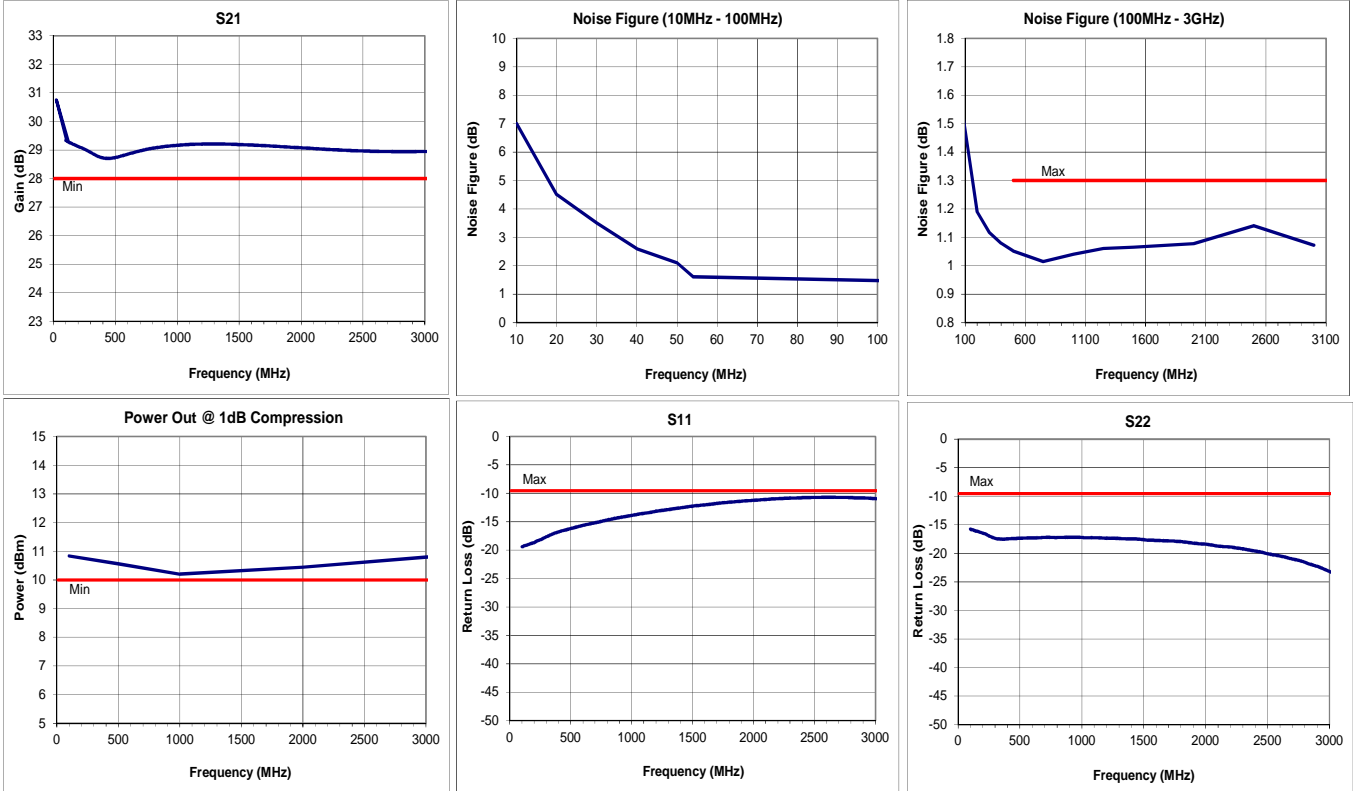 S21
33
32
31
30
29
28
27
26
25
24
23
Gain (dB)
Min
0 500 1000 1500 2000 2500 3000
Frequency (MHz)
Noise Figure (10MHz - 100MHz)
10
9
8
7
6
5
4
3
2
1
0
Noise Figure (dB)
10 20 30 40 50 60 70 80 90 100
Frequency (MHz)
Noise Figure (100MHz - 3GHz)
1.8
1.7
1.6
1.5
1.4
1.3
1.2
1.1
1
0.9
0.8
Noise Figure (dB)
Max
100 600 1100 1600 2100 2600 3100
Frequency (MHz)
Power Out @ 1dB Compression
15
14
13
12
11
10
9
8
7
6
5
Power (dBm)
Min
0 500 1000 1500 2000 2500 3000
Frequency (MHz)
S11
0
-5
-10
-15
-20
-25
-30
-35
-40
-45
-50
Return Loss (dB)
Max
0 500 1000 1500 2000 2500 3000
Frequency (MHz)
S22
0
-5
-10
-15
-20
-25
-30
-35
-40
-45
-50
Return Loss (dB)
Max
0 500 1000 1500 2000 2500 3000
Frequency (MHz)